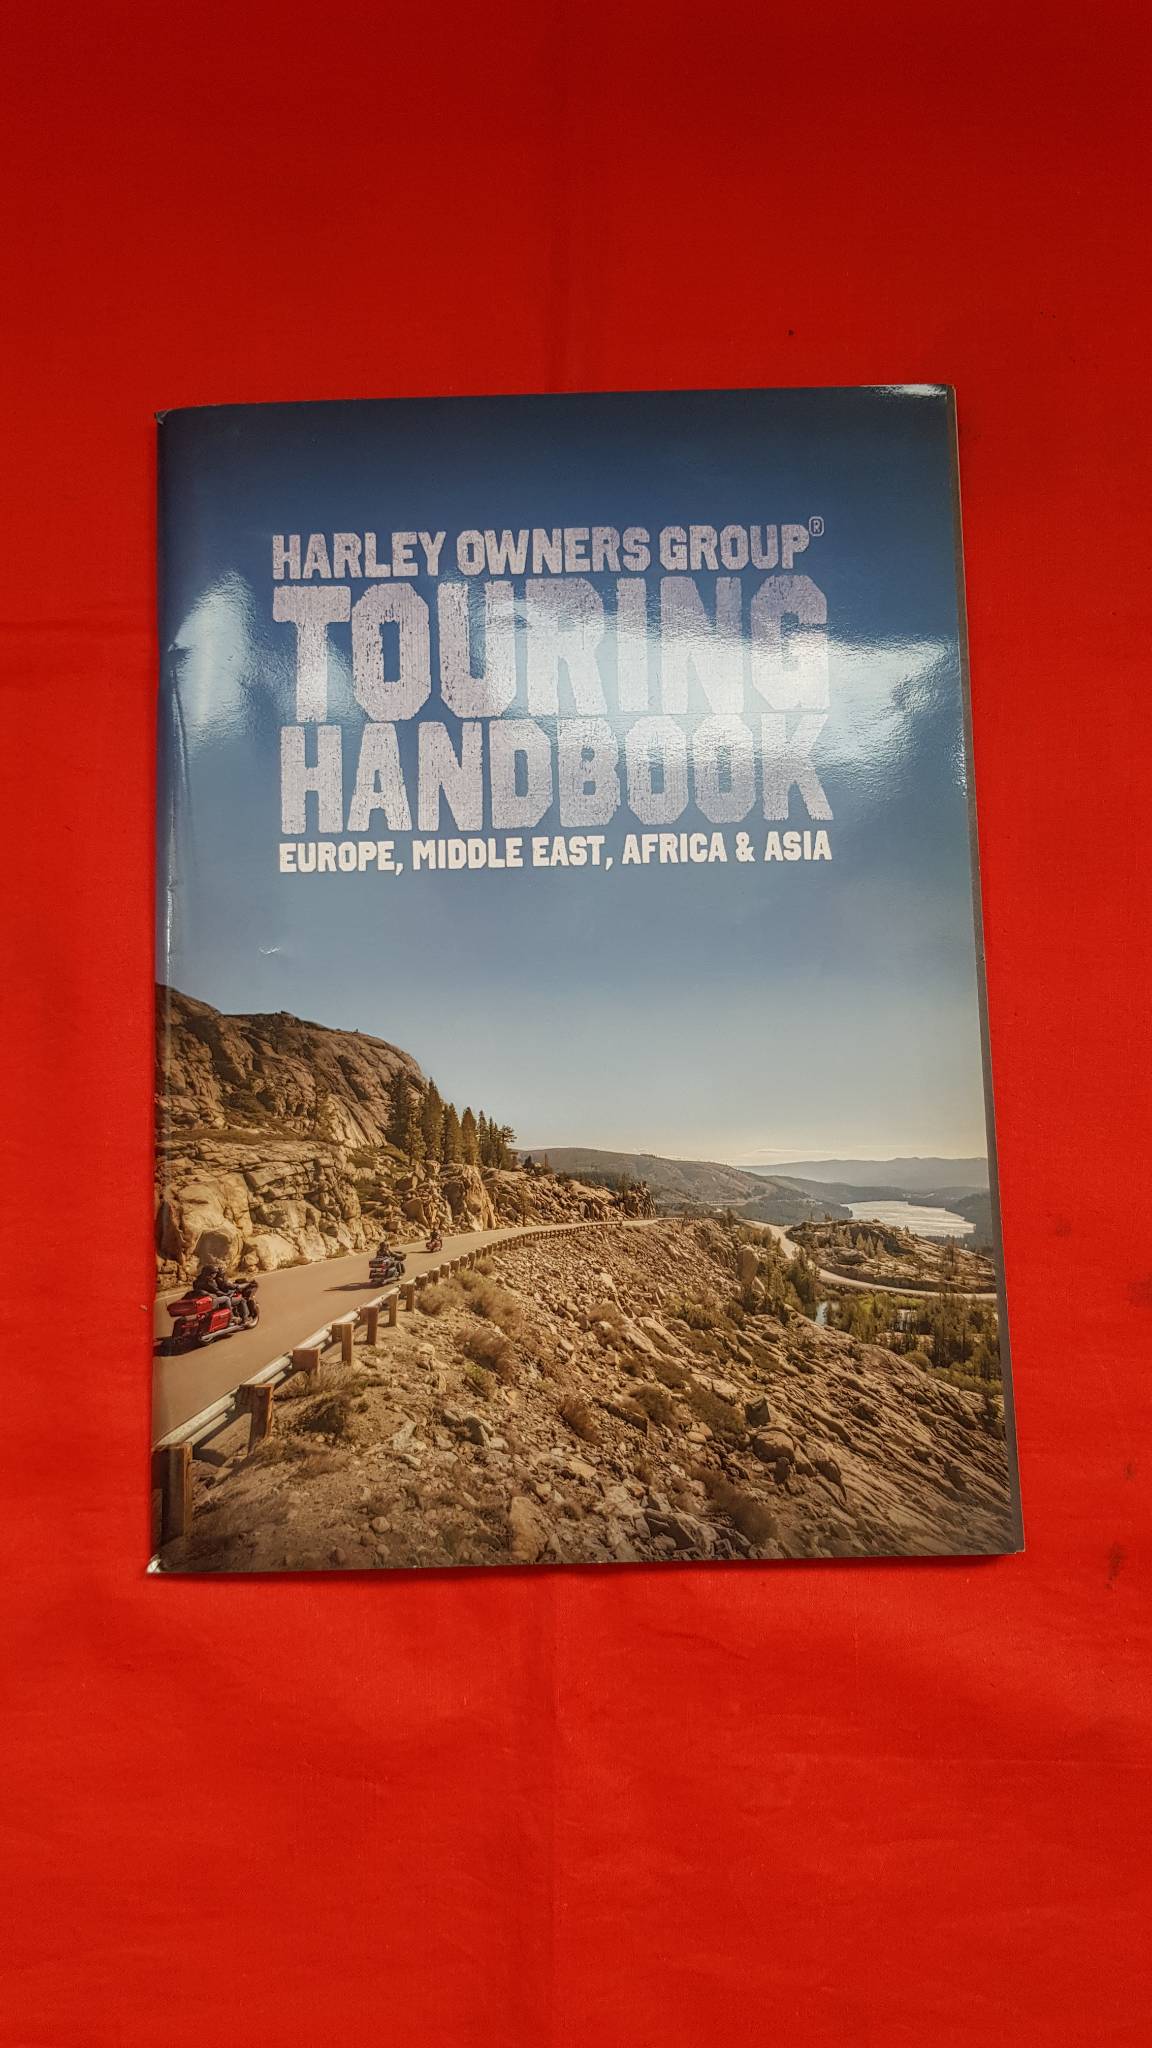 HARLEY OWNERS GROUP®
TOURING
HANDBOOK
EUROPE, MIDDLE EAST, AFRICA & ASIA